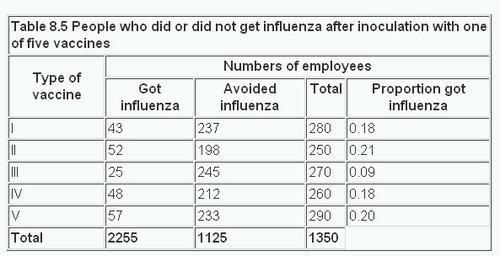 Table 8.5 People who did or did not get influenza after inoculation with one
of five vaccines
Type of vaccine Numbers of employees
Got influenza Avoided influenza Total Proportion got influenza
I 43 237 280 0.18
II 52 198 250 0.21
III 25 245 270 0.09
IV 48 212 260 0.18
V 57 233 290 0.20
Total 2255 1125 1350